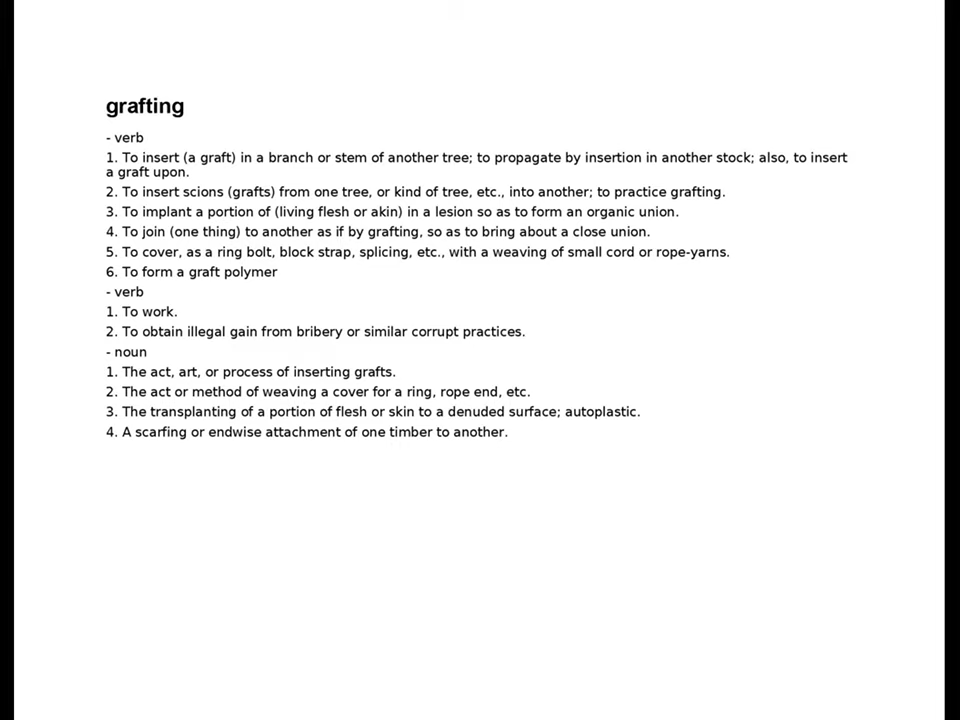 grafting
- verb
1. To insert (a graft) in a branch or stem of another tree; to propagate by insertion in another stock; also, to insert
a graft upon.
2. To insert scions (grafts) from one tree, or kind of tree, etc., into another; to practice grafting.
3. To implant a portion of (living flesh or akin) in a lesion so as to form an organic union.
4. To join (one thing) to another as if by grafting, so as to bring about a close union.
5. To cover, as a ring bolt, block strap, splicing, etc., with a weaving of small cord or rope-yarns.
6. To form a graft polymer
- verb
1. To work.
2. To obtain illegal gain from bribery or similar corrupt practices.
- noun
1. The act, art, or process of inserting grafts.
2. The act or method of weaving a cover for a ring, rope end, etc.
3. The transplanting of a portion of flesh or skin to a denuded surface; autoplastic.
4. A scarfing or endwise attachment of one timber to another.